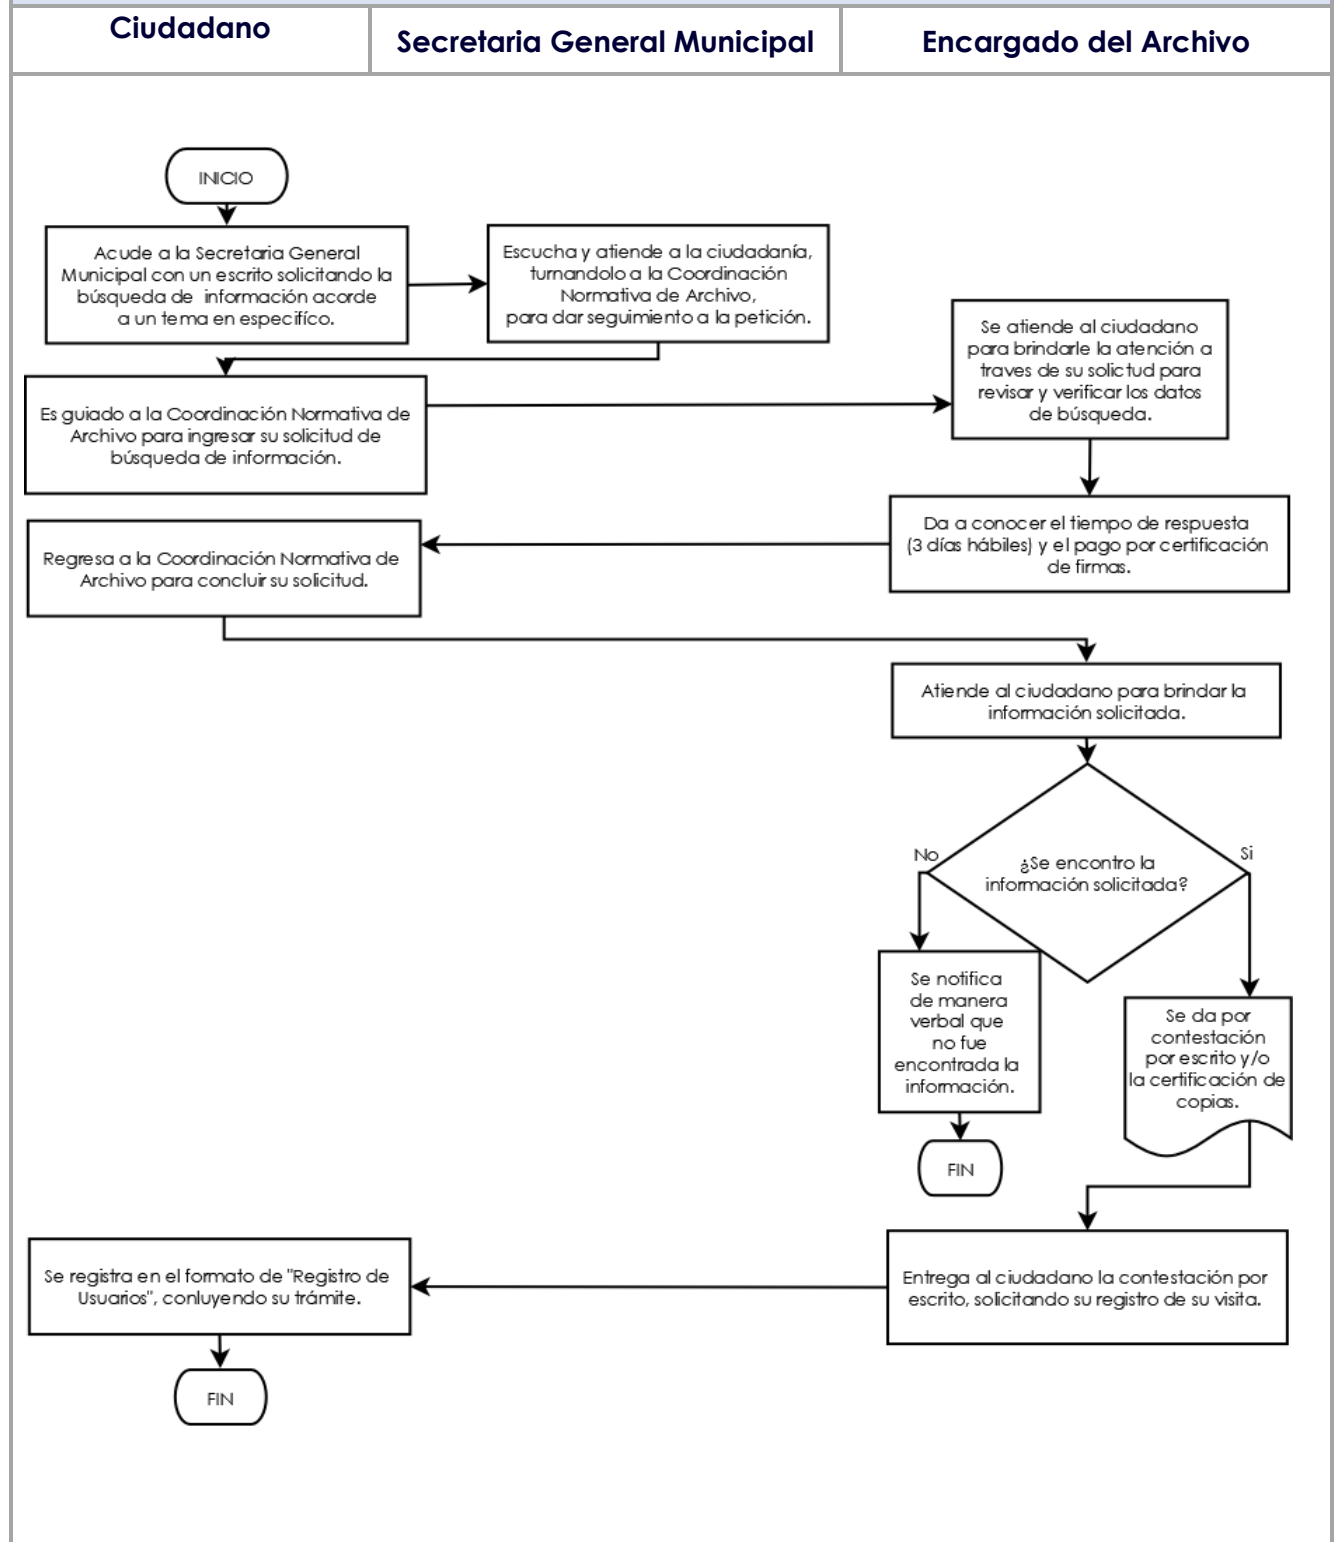 Ciudadano
Secretaria General Municipal
Encargado del Archivo
INICIO
Acude a la Secretaria General
Municipal con un escrito solicitando la
búsqueda de información acorde
a un tema en especifíco.
Escucha y atiende a la ciudadanía,
turnandolo a la Coordinación
Normativa de Archivo,
para dar seguimiento a la petición.
Es guiado a la Coordinación Normativa de
Archivo para ingresar su solicitud de
búsqueda de información.
Se atiende al ciudadano
para brindarle la atención a
traves de su solictud para
revisar y verificar los datos
de búsqueda.
Da a conocer el tiempo de respuesta
(3 días hábiles) y el pago por certificación
de firmas.
Regresa a la Coordinación Normativa de
Archivo para concluir su solicitud.
Atiende al ciudadano para brindar la
información solicitada.
¿Se encontro la
información solicitada?
No
Si
Se notifica
de manera
verbal que
no fue
encontrada la
información.
FIN
Se da por
contestación
por escrito y/o
la certificación de
copias.
Entrega al ciudadano la contestación por
escrito, solicitando su registro de su visita.
Se registra en el formato de "Registro de
Usuarios", conluyendo su trámite.
FIN